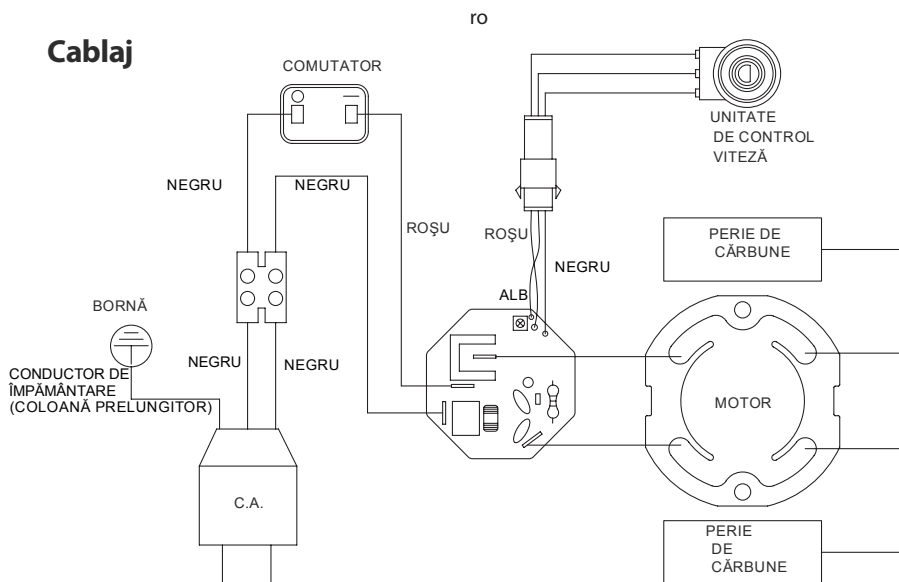 ro
Cablaj
COMUTATOR
UNITATE
DE CONTROL
VITEZĂ
NEGRU
NEGRU
ROŞU
ROŞU
NEGRU
PERIE DE
CĂRBUNE
ALB
BORNĂ
NEGRU
NEGRU
CONDUCTOR DE
ÎMPĂMÂNTARE
(COLOANĂ PRELUNGITOR)
MOTOR
C.A.
PERIE
DE
CĂRBUNE